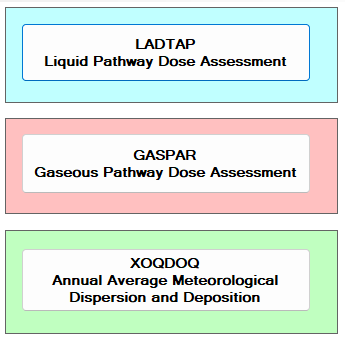 LADTAP
Liquid Pathway Dose Assessment
GASPAR
Gaseous Pathway Dose Assessment
XOQDOQ
Annual Average Meteorological
Dispersion and Deposition